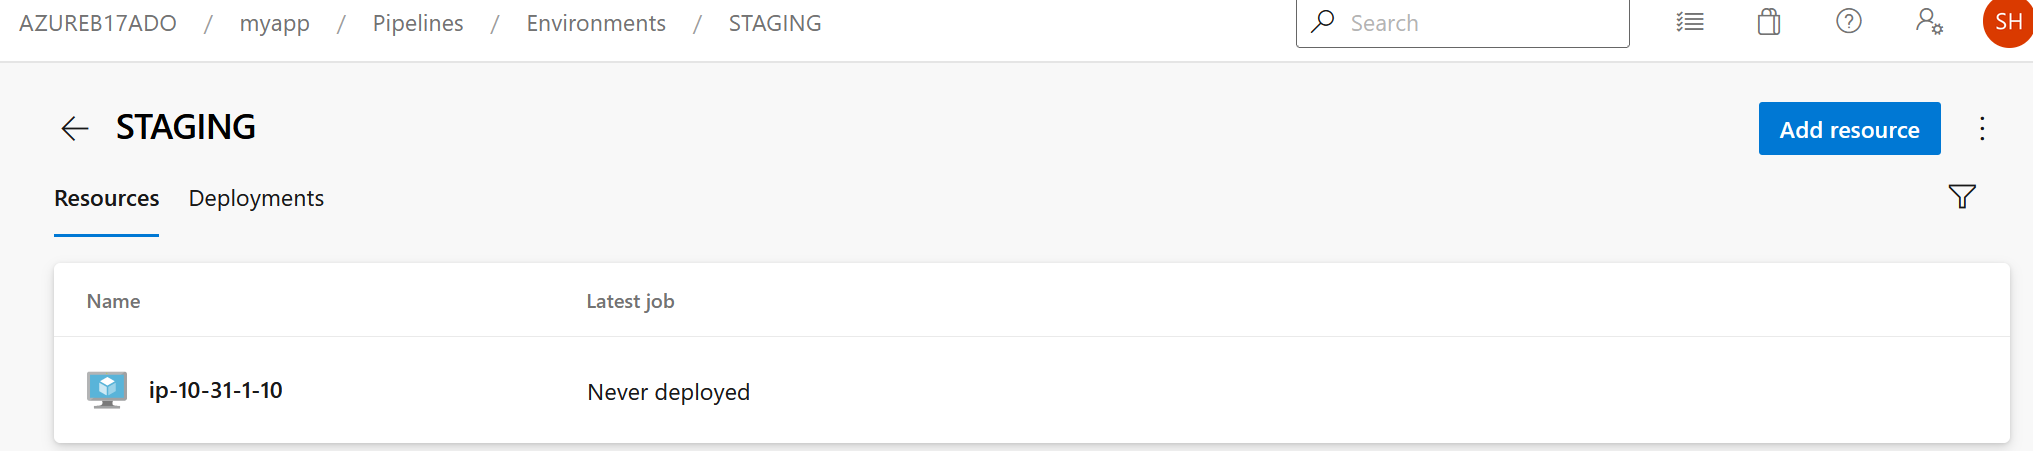 AZUREB17ADO / myapp / Pipelines / Environments / STAGING
Search
SH
STAGING
Add resource
Resources Deployments
Name Latest job
ip-10-31-1-10 Never deployed